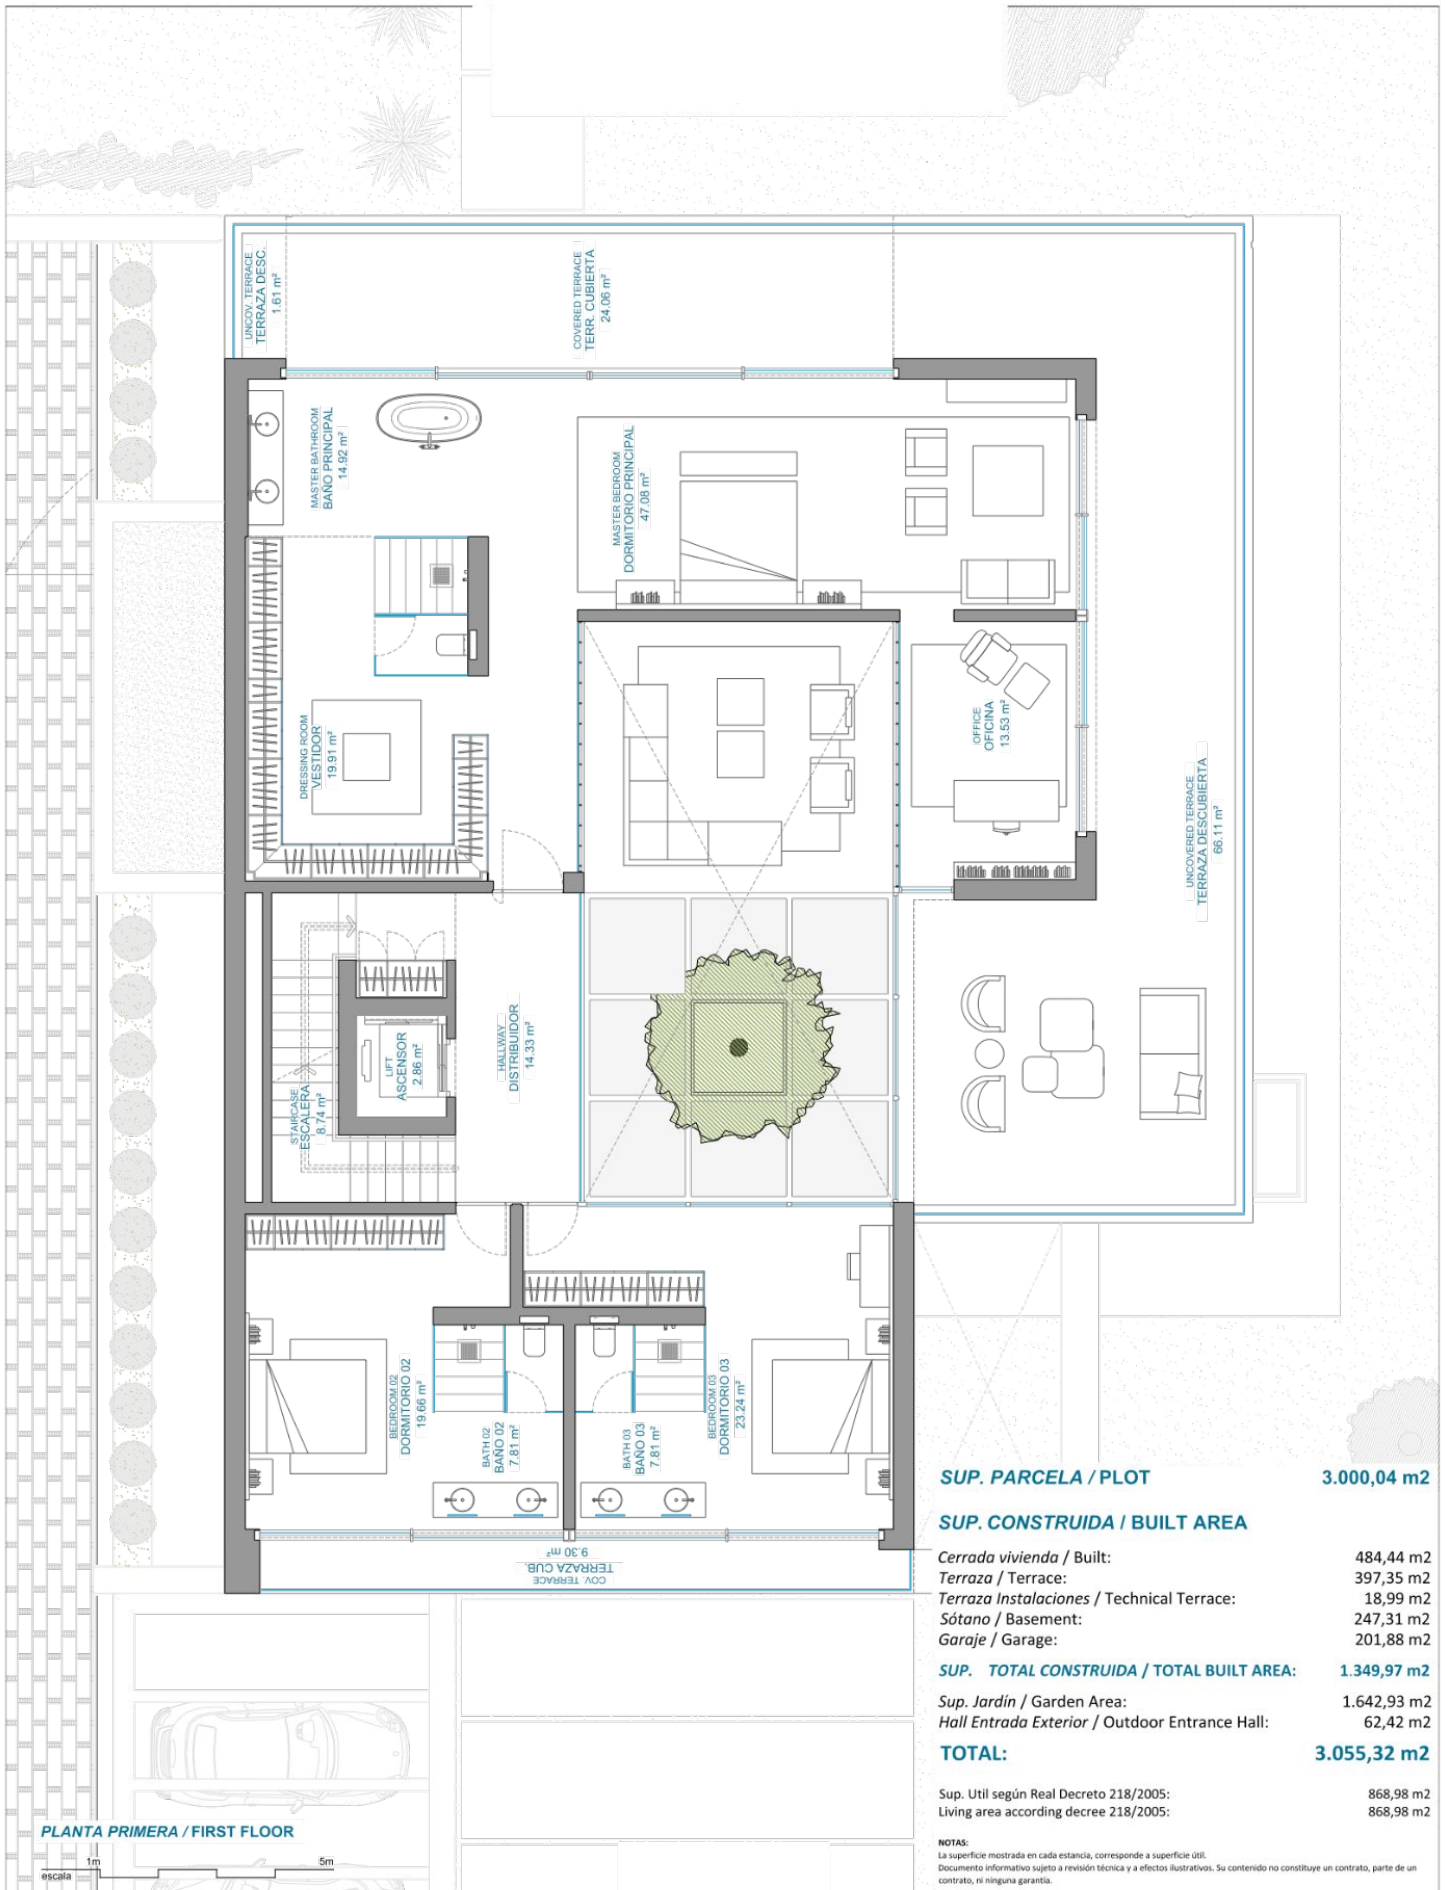 UNCOV. TERRACE
TERRAZA DESC.
1.61 m²
COVERED TERRACE
TERR. CUBIERTA
24.06 m²
MASTER BATHROOM
BAÑO PRINCIPAL
14.92 m²
MASTER BEDROOM
DORMITORIO PRINCIPAL
47.08 m²
DRESSING ROOM
VESTIDOR
19.91 m²
OFFICE
OFICINA
13.53 m²
UNCOVERED TERRACE
TERRAZA DESCUBIERTA
66.11 m²
STAIRCASE
ESCALERA
8.74 m²
LIFT
ASCENSOR
2.86 m²
HALLWAY
DISTRIBUIDOR
14.33 m²
BEDROOM 02
DORMITORIO 02
19.66 m²
BATH 02
BAÑO 02
7.81 m²
BATH 03
BAÑO 03
7.81 m²
BEDROOM 03
DORMITORIO 03
23.24 m²
COV. TERRACE
TERRAZA CUB.
9.30 m²
SUP. PARCELA / PLOT 3.000,04 m2
SUP. CONSTRUIDA / BUILT AREA
Cerrada vivienda / Built: 484,44 m2
Terraza / Terrace: 397,35 m2
Terraza Instalaciones / Technical Terrace: 18,99 m2
Sótano / Basement: 247,31 m2
Garaje / Garage: 201,88 m2
SUP. TOTAL CONSTRUIDA / TOTAL BUILT AREA: 1.349,97 m2
Sup. Jardín / Garden Area: 1.642,93 m2
Hall Entrada Exterior / Outdoor Entrance Hall: 62,42 m2
TOTAL: 3.055,32 m2
Sup. Util según Real Decreto 218/2005: 868,98 m2
Living area according decree 218/2005: 868,98 m2
NOTAS:
La superficie mostrada en cada estancia, corresponde a superficie útil.
Documento informativo sujeto a revisión técnica y a efectos ilustrativos. Su contenido no constituye un contrato, parte de un
contrato, ni ninguna garantía.
PLANTA PRIMERA / FIRST FLOOR
1m 5m
escala